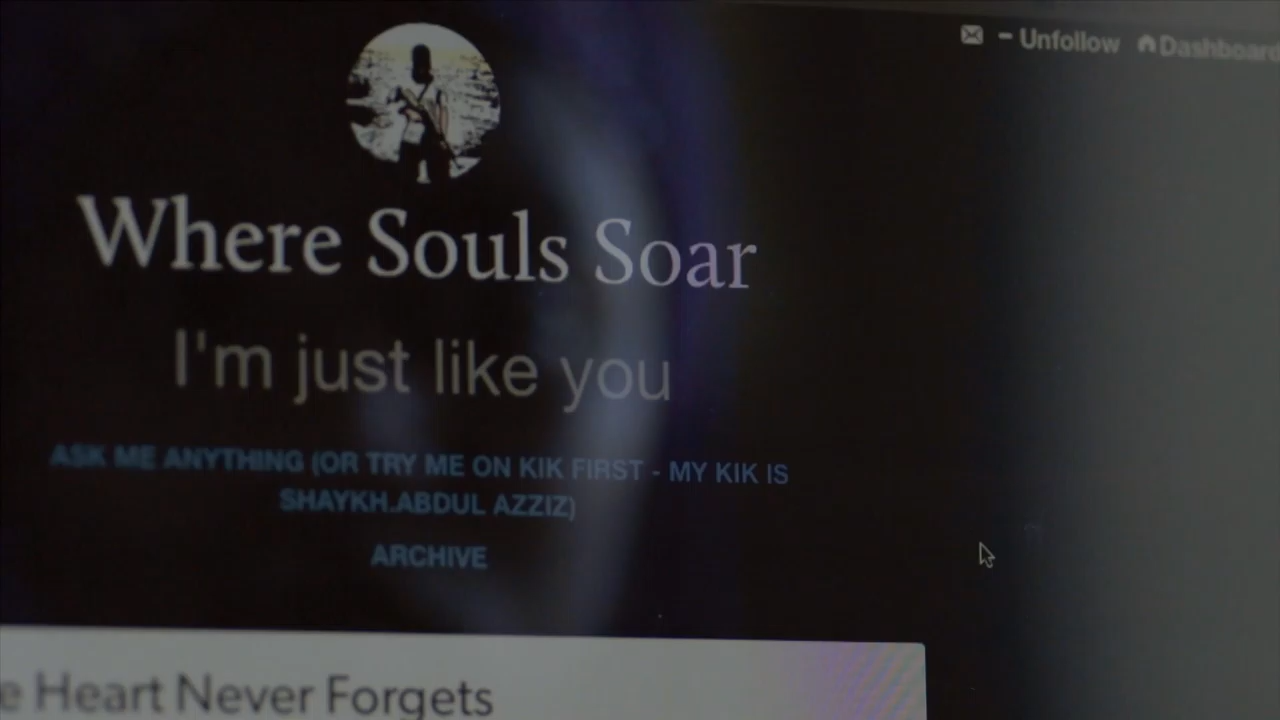 - Unfollow Dashboard
Where Souls Soar
I'm just like you
ASK ME ANYTHING (OR TRY ME ON KIK FIRST - MY KIK IS
SHAYKH.ABDUL AZZIZ)
ARCHIVE
e Heart Never Forgets